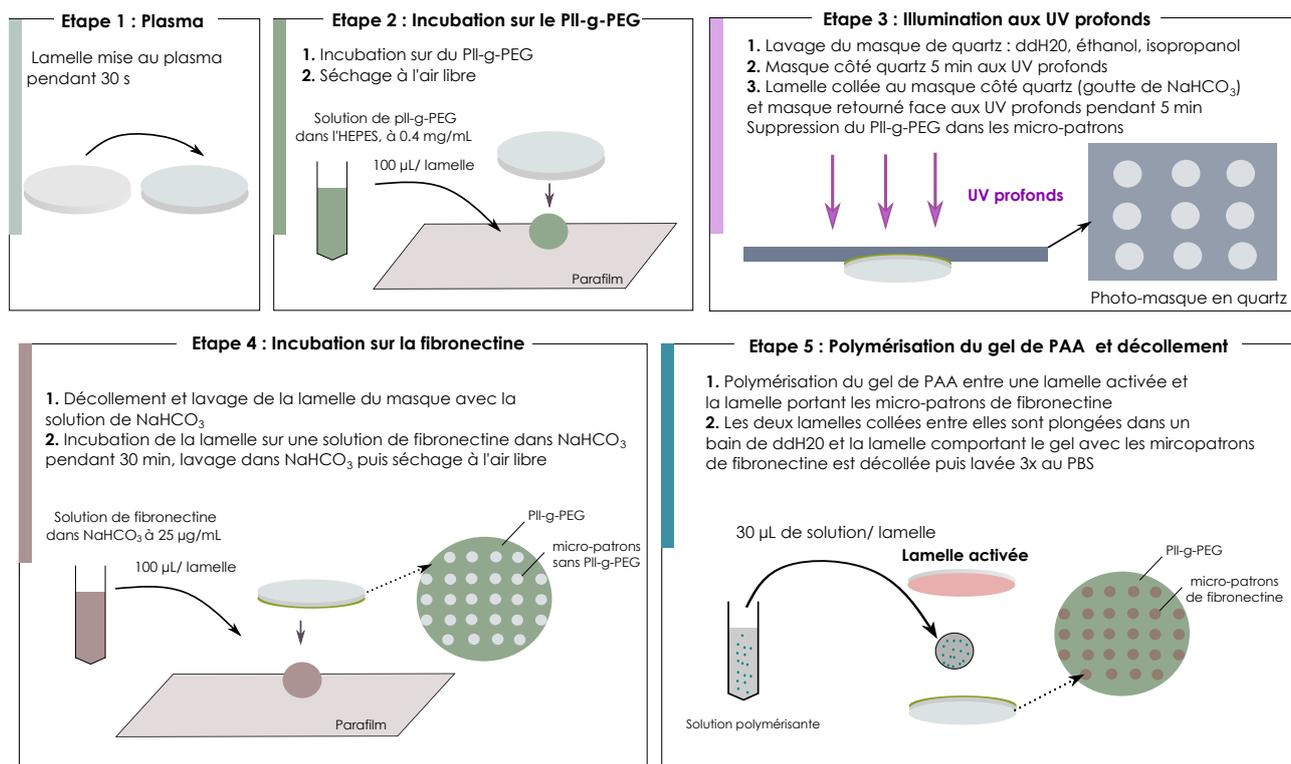 Etape 1 : Plasma
Lamelle mise au plasma
pendant 30 s
Etape 2 : Incubation sur le Pll-g-PEG
1. Incubation sur du Pll-g-PEG
2. Séchage à l'air libre
Solution de pll-g-PEG
dans l'HEPES, à 0.4 mg/mL
100 µL/ lamelle
Parafilm
Etape 3 : Illumination aux UV profonds
1. Lavage du masque de quartz : ddH20, éthanol, isopropanol
2. Masque côté quartz 5 min aux UV profonds
3. Lamelle collée au masque côté quartz (goutte de NaHCO₃)
et masque retourné face aux UV profonds pendant 5 min
Suppression du Pll-g-PEG dans les micro-patrons
UV profonds
Photo-masque en quartz
Etape 4 : Incubation sur la fibronectine
1. Décollement et lavage de la lamelle du masque avec la
solution de NaHCO₃
2. Incubation de la lamelle sur une solution de fibronectine dans NaHCO₃
pendant 30 min, lavage dans NaHCO₃ puis séchage à l'air libre
Solution de fibronectine
dans NaHCO₃ à 25 µg/mL
100 µL/ lamelle
Pll-g-PEG
micro-patrons
sans Pll-g-PEG
Parafilm
Etape 5 : Polymérisation du gel de PAA et décollement
1. Polymérisation du gel de PAA entre une lamelle activée et
la lamelle portant les micro-patrons de fibronectine
2. Les deux lamelles collées entre elles sont plongées dans un
bain de ddH20 et la lamelle comportant le gel avec les mircopatrons
de fibronectine est décollée puis lavée 3x au PBS
30 µL de solution/ lamelle
Lamelle activée
Pll-g-PEG
micro-patrons
de fibronectine
Solution polymérisante